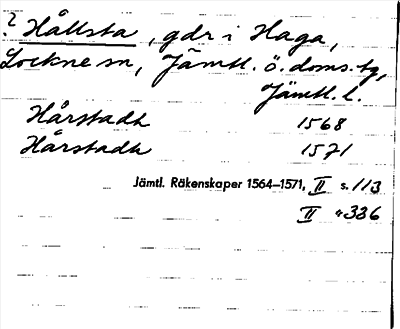 ? Hållsta, gdr i Haga,
Lockne sn, Jämtl. ö. doms. tg,
Jämtl. l.
Hårstadh 1568
Hårstadh 1571
Jämtl. Räkenskaper 1564–1571, II s. 113
II " 336